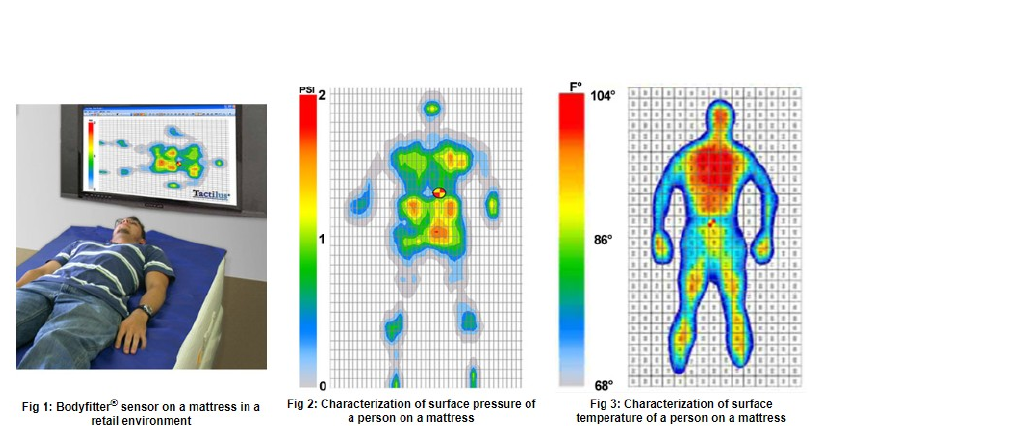 Tactilus®
PSI
2
1
0
F°
104°
86°
68°
Fig 1: Bodyfitter® sensor on a mattress in a
retail environment
Fig 2: Characterization of surface pressure of
a person on a mattress
Fig 3: Characterization of surface
temperature of a person on a mattress